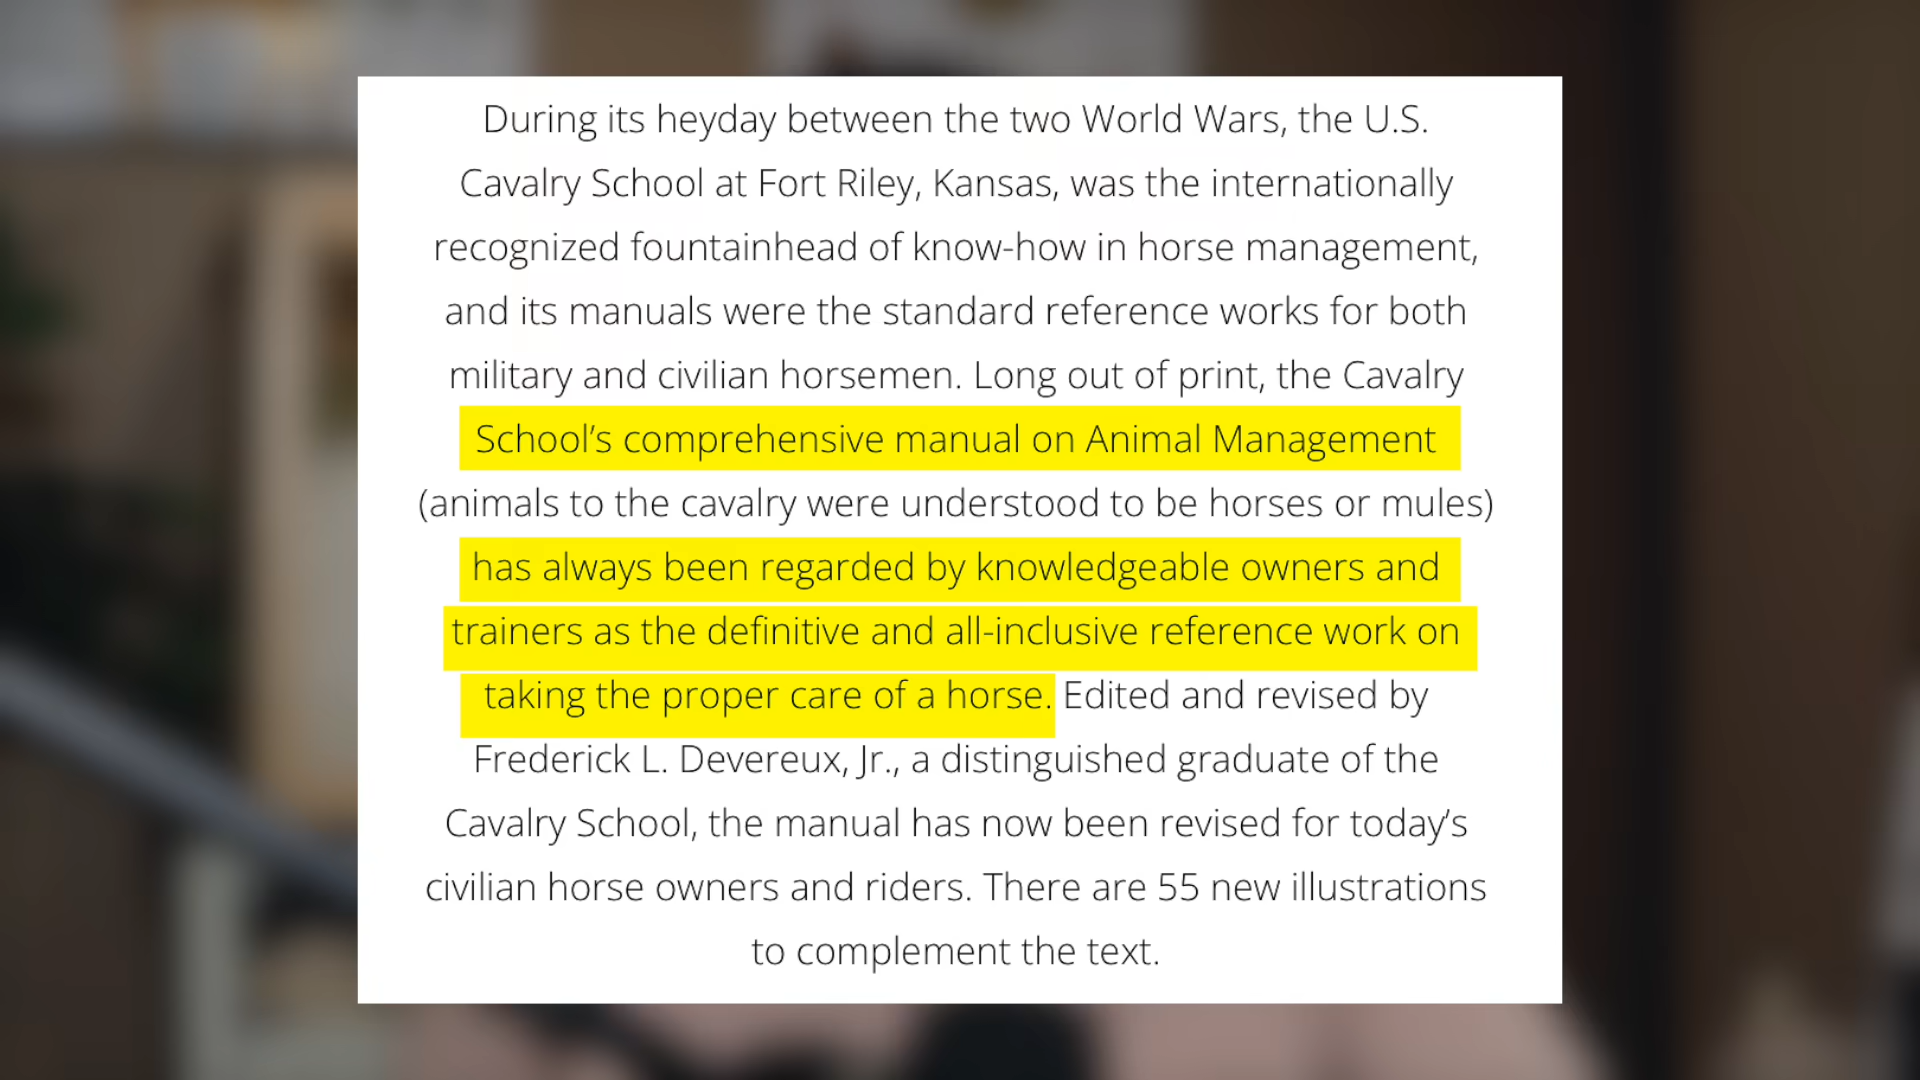 During its heyday between the two World Wars, the U.S.
Cavalry School at Fort Riley, Kansas, was the internationally
recognized fountainhead of know-how in horse management,
and its manuals were the standard reference works for both
military and civilian horsemen. Long out of print, the Cavalry
School’s comprehensive manual on Animal Management
(animals to the cavalry were understood to be horses or mules)
has always been regarded by knowledgeable owners and
trainers as the definitive and all-inclusive reference work on
taking the proper care of a horse. Edited and revised by
Frederick L. Devereux, Jr., a distinguished graduate of the
Cavalry School, the manual has now been revised for today’s
civilian horse owners and riders. There are 55 new illustrations
to complement the text.